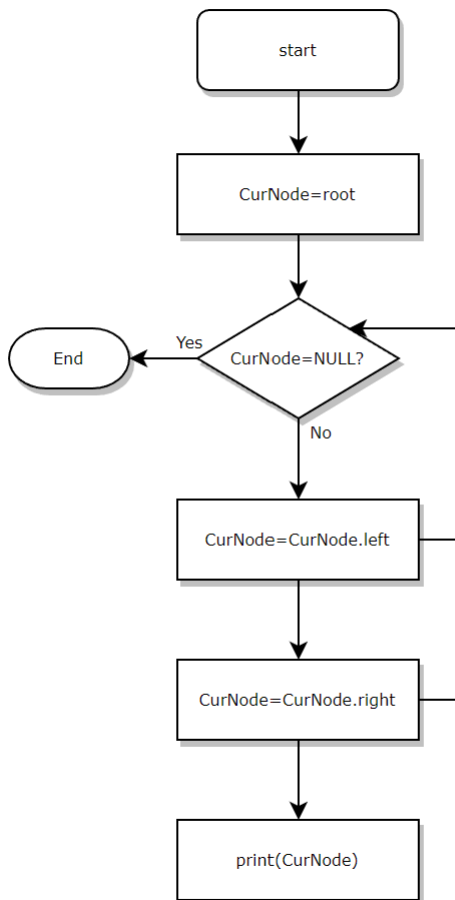 start
CurNode=root
CurNode=NULL?
Yes
End
No
CurNode=CurNode.left
CurNode=CurNode.right
print(CurNode)